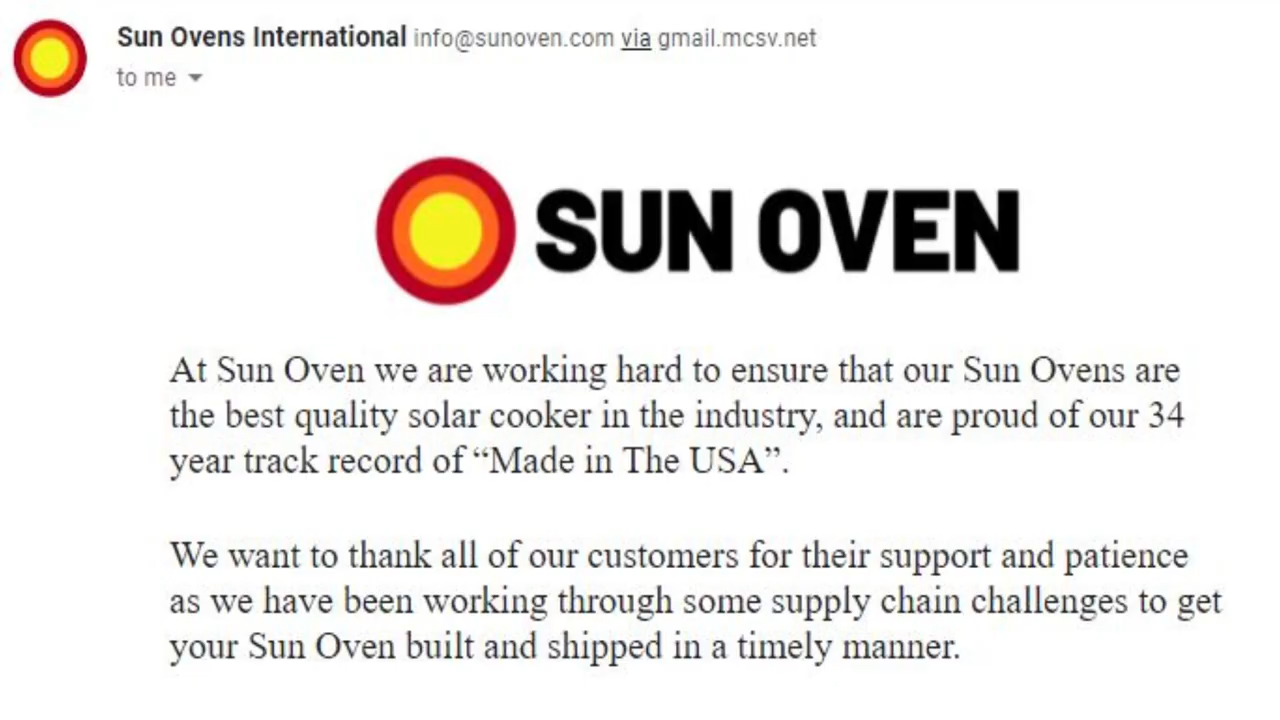 Sun Ovens International info@sunoven.com via gmail.mcsv.net
to me
SUN OVEN
At Sun Oven we are working hard to ensure that our Sun Ovens are
the best quality solar cooker in the industry, and are proud of our 34
year track record of “Made in The USA”.
We want to thank all of our customers for their support and patience
as we have been working through some supply chain challenges to get
your Sun Oven built and shipped in a timely manner.